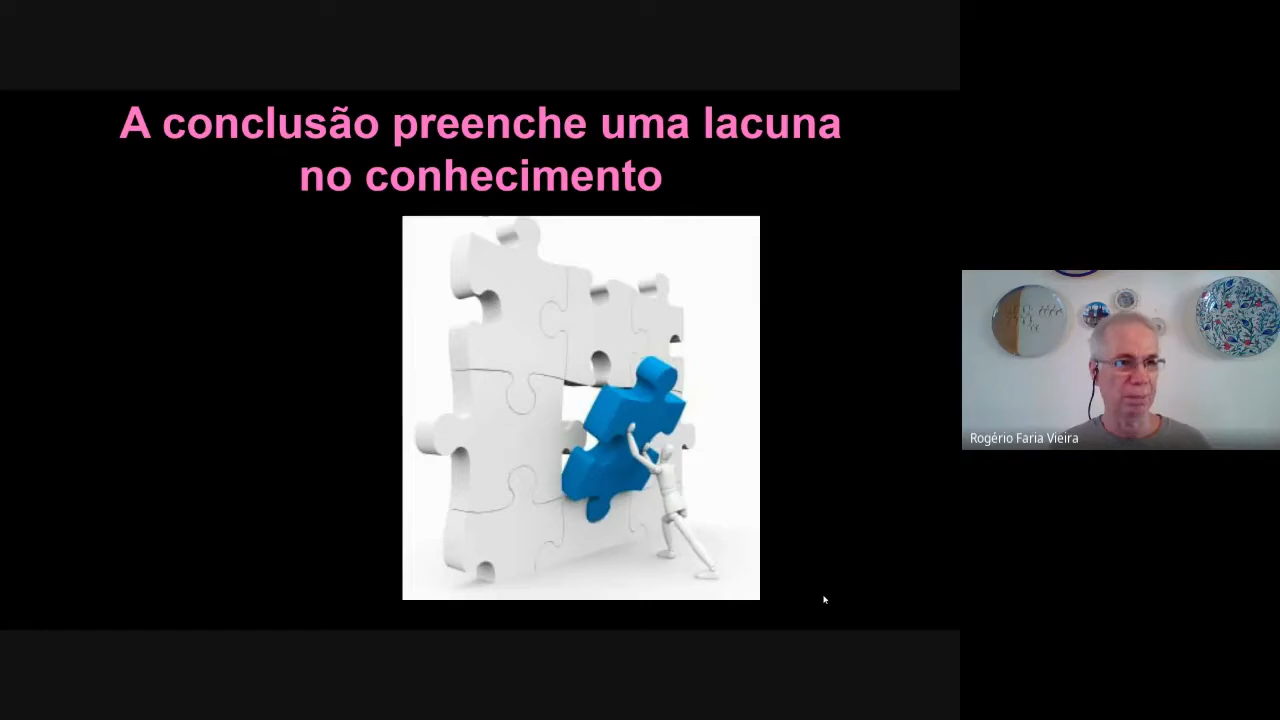 A conclusão preenche uma lacuna
no conhecimento
Rogério Faria Vieira